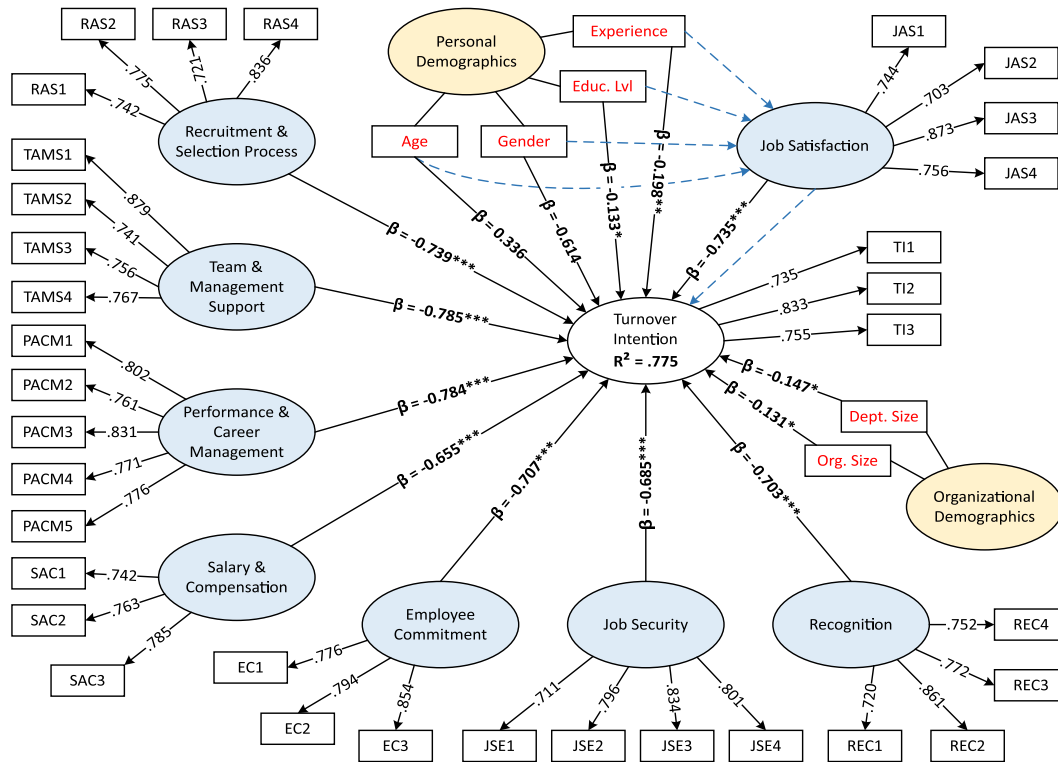 RAS2
RAS3
RAS4
RAS1
.775
.721
.836
.742
Recruitment &
Selection Process
Personal
Demographics
Experience
Educ. Lvl
Age
Gender
JAS1
JAS2
JAS3
JAS4
.744
.703
.873
.756
Job Satisfaction
TAMS1
TAMS2
TAMS3
TAMS4
.879
.741
.756
.767
Team &
Management
Support
β = -0.739***
β = 0.336
β = -0.614
β = -0.133*
β = -0.198**
β = -0.735***
β = -0.785***
Turnover
Intention
R² = .775
.735
.833
.755
TI1
TI2
TI3
PACM1
PACM2
PACM3
PACM4
PACM5
.802
.761
.831
.771
.776
Performance &
Career
Management
β = -0.784***
β = -0.655***
β = -0.707***
β = -0.685***
β = -0.703***
β = -0.147*
β = -0.131*
Dept. Size
Org. Size
Organizational
Demographics
SAC1
SAC2
SAC3
.742
.763
.785
Salary &
Compensation
Employee
Commitment
.776
.794
.854
EC1
EC2
EC3
Job Security
.711
.796
.834
.801
JSE1
JSE2
JSE3
JSE4
Recognition
.752
.772
.720
.861
REC4
REC3
REC1
REC2